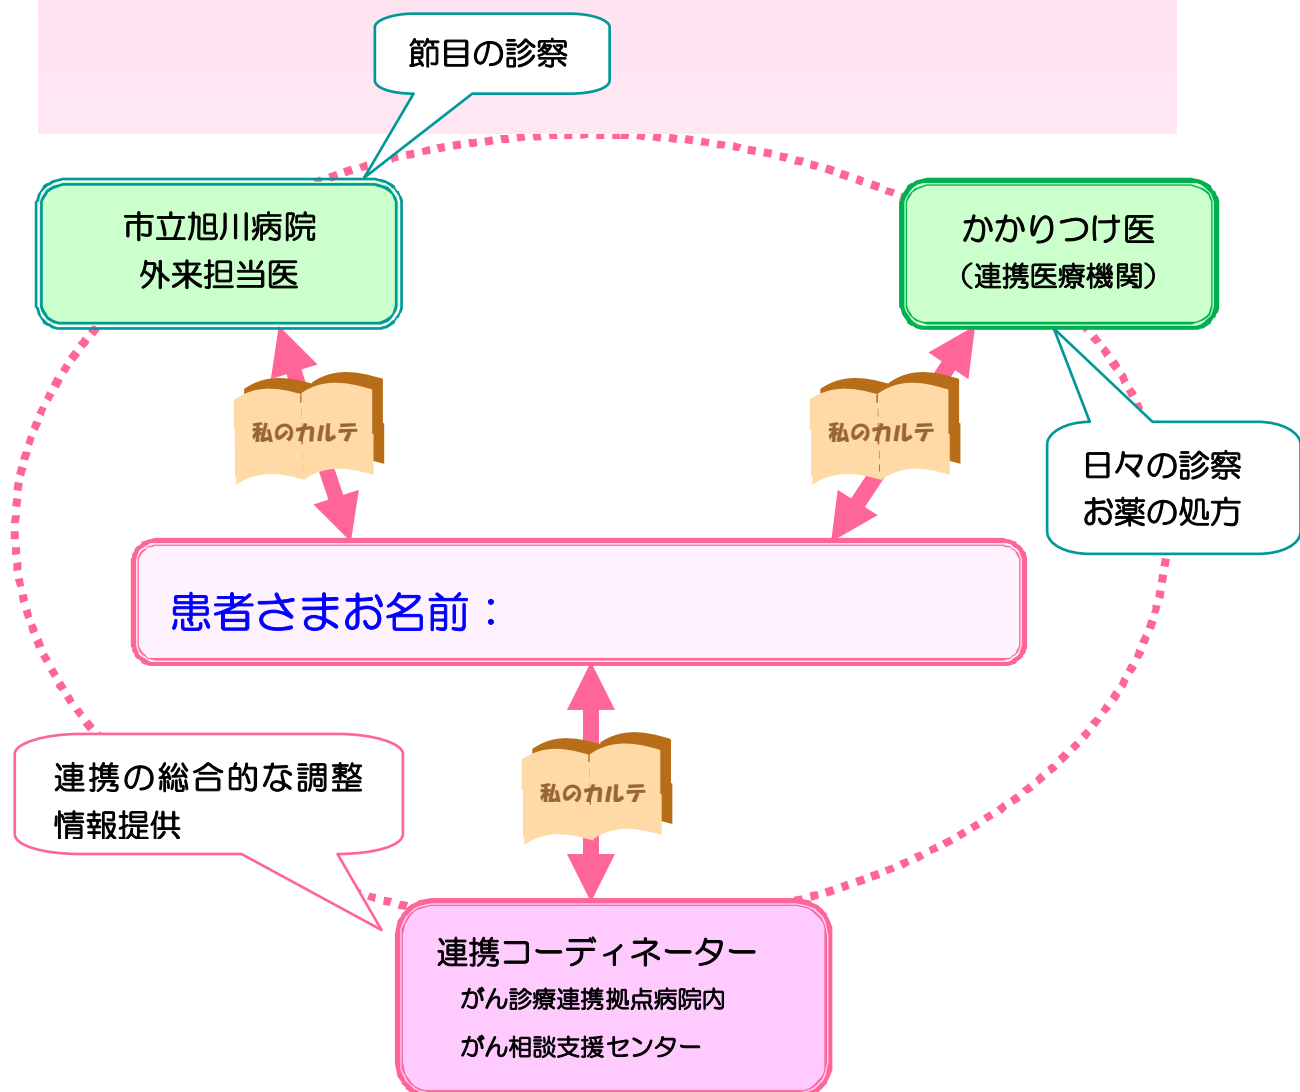 節目の診察
市立旭川病院
外来担当医
かかりつけ医
（連携医療機関）
私のカルテ
私のカルテ
日々の診察
お薬の処方
患者さまお名前：
連携の総合的な調整
情報提供
私のカルテ
連携コーディネーター
がん診療連携拠点病院内
がん相談支援センター